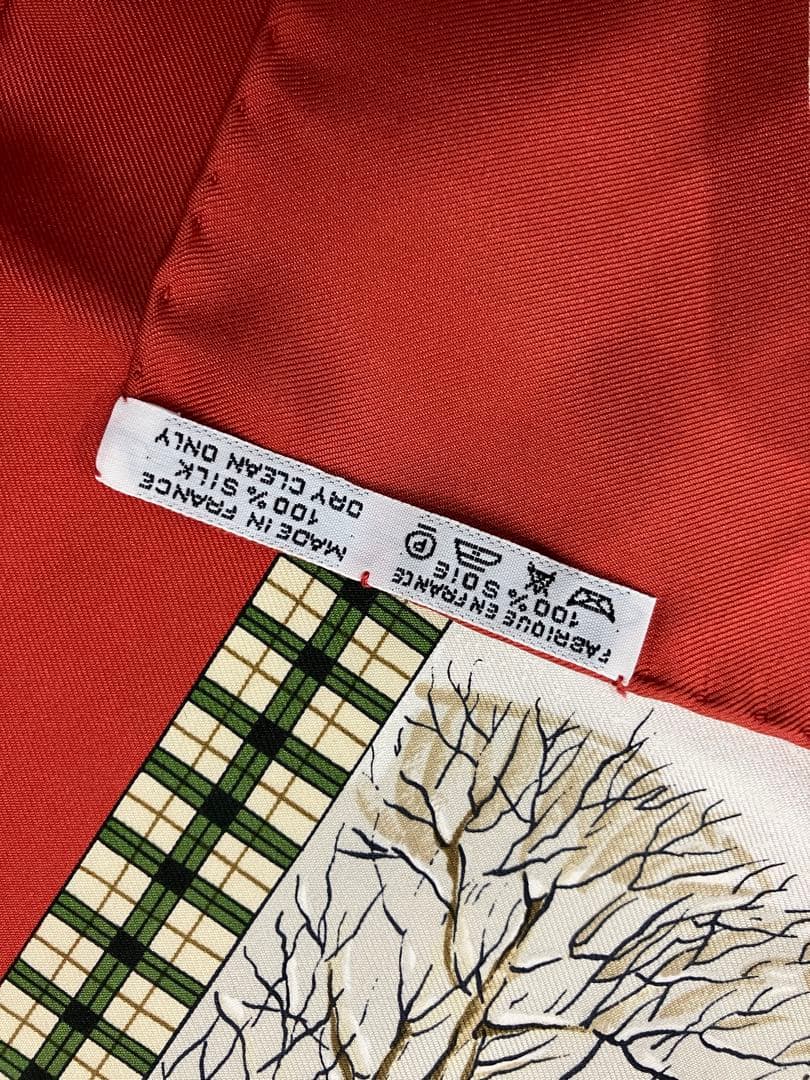 FABRIQUE EN FRANCE
100% SOIE
P
MADE IN FRANCE
100% SILK
DRY CLEAN ONLY